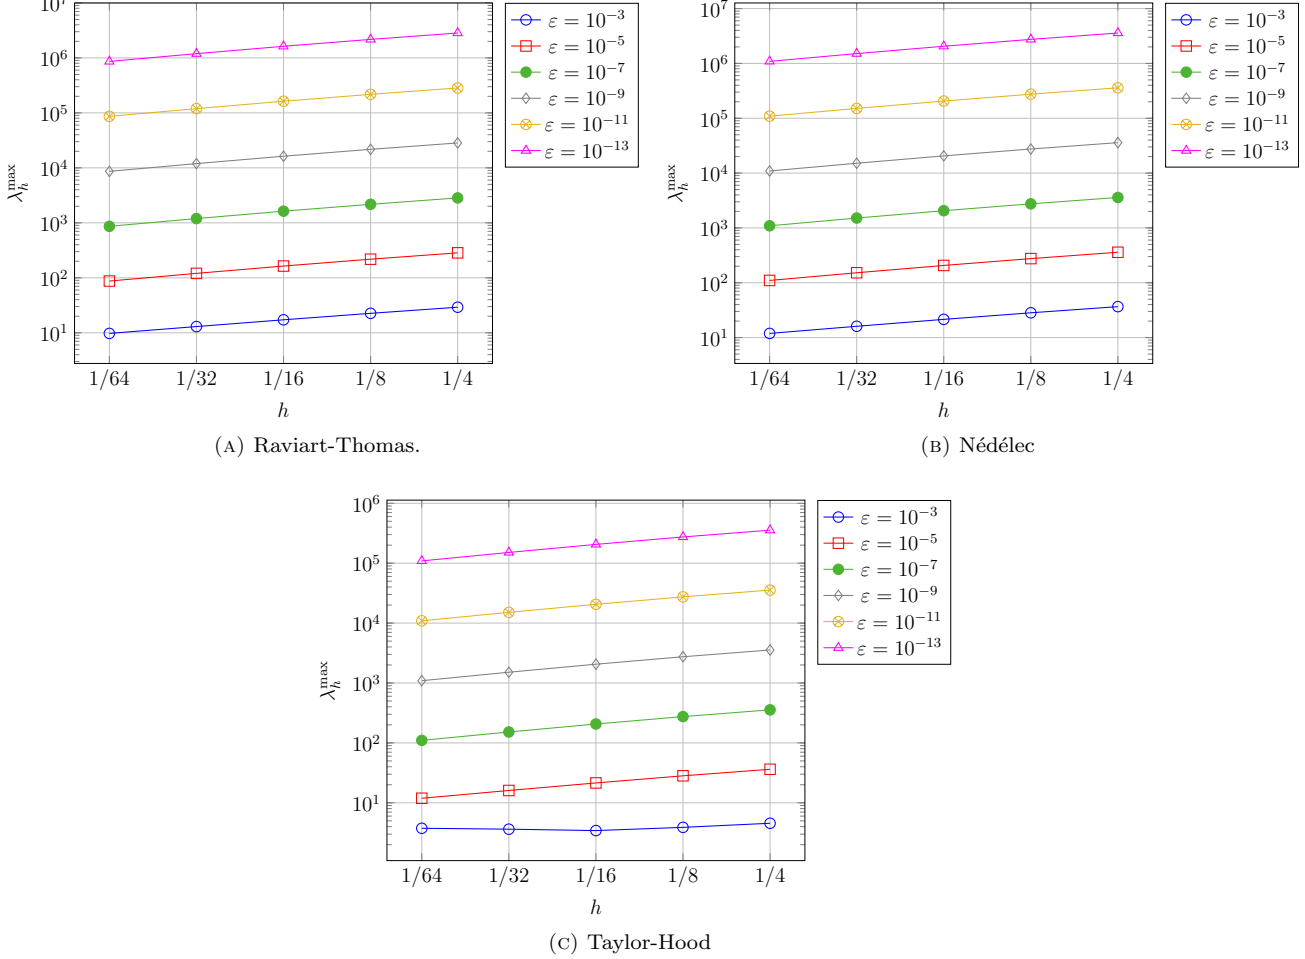 10^7
10^6
10^5
10^4
10^3
10^2
10^1
λ_h^max
1/64 1/32 1/16 1/8 1/4
h
ε = 10^−3
ε = 10^−5
ε = 10^−7
ε = 10^−9
ε = 10^−11
ε = 10^−13
(A) Raviart-Thomas.
10^7
10^6
10^5
10^4
10^3
10^2
10^1
λ_h^max
1/64 1/32 1/16 1/8 1/4
h
ε = 10^−3
ε = 10^−5
ε = 10^−7
ε = 10^−9
ε = 10^−11
ε = 10^−13
(B) Nédélec
10^6
10^5
10^4
10^3
10^2
10^1
λ_h^max
1/64 1/32 1/16 1/8 1/4
h
ε = 10^−3
ε = 10^−5
ε = 10^−7
ε = 10^−9
ε = 10^−11
ε = 10^−13
(C) Taylor-Hood